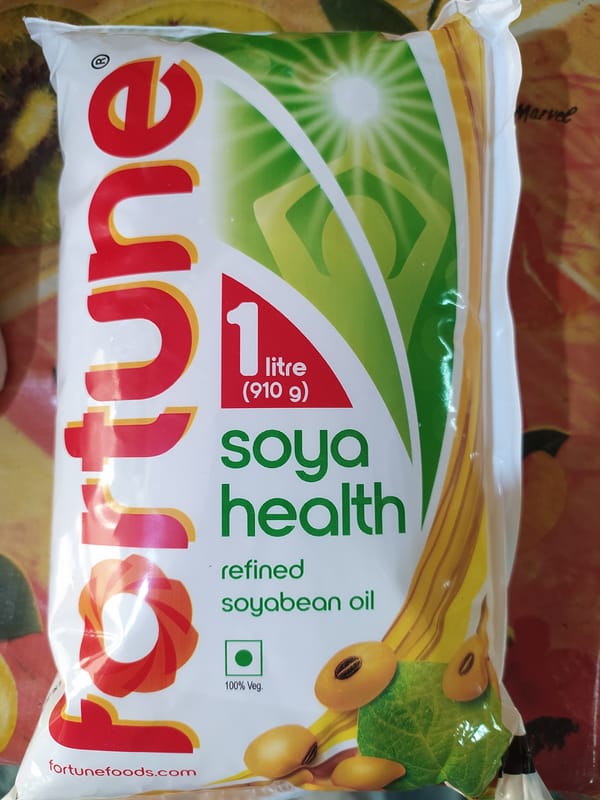 fortune®
1
litre
(910 g)
soya
health
refined
soyabean oil
100% Veg.
fortunefoods.com
Marvel